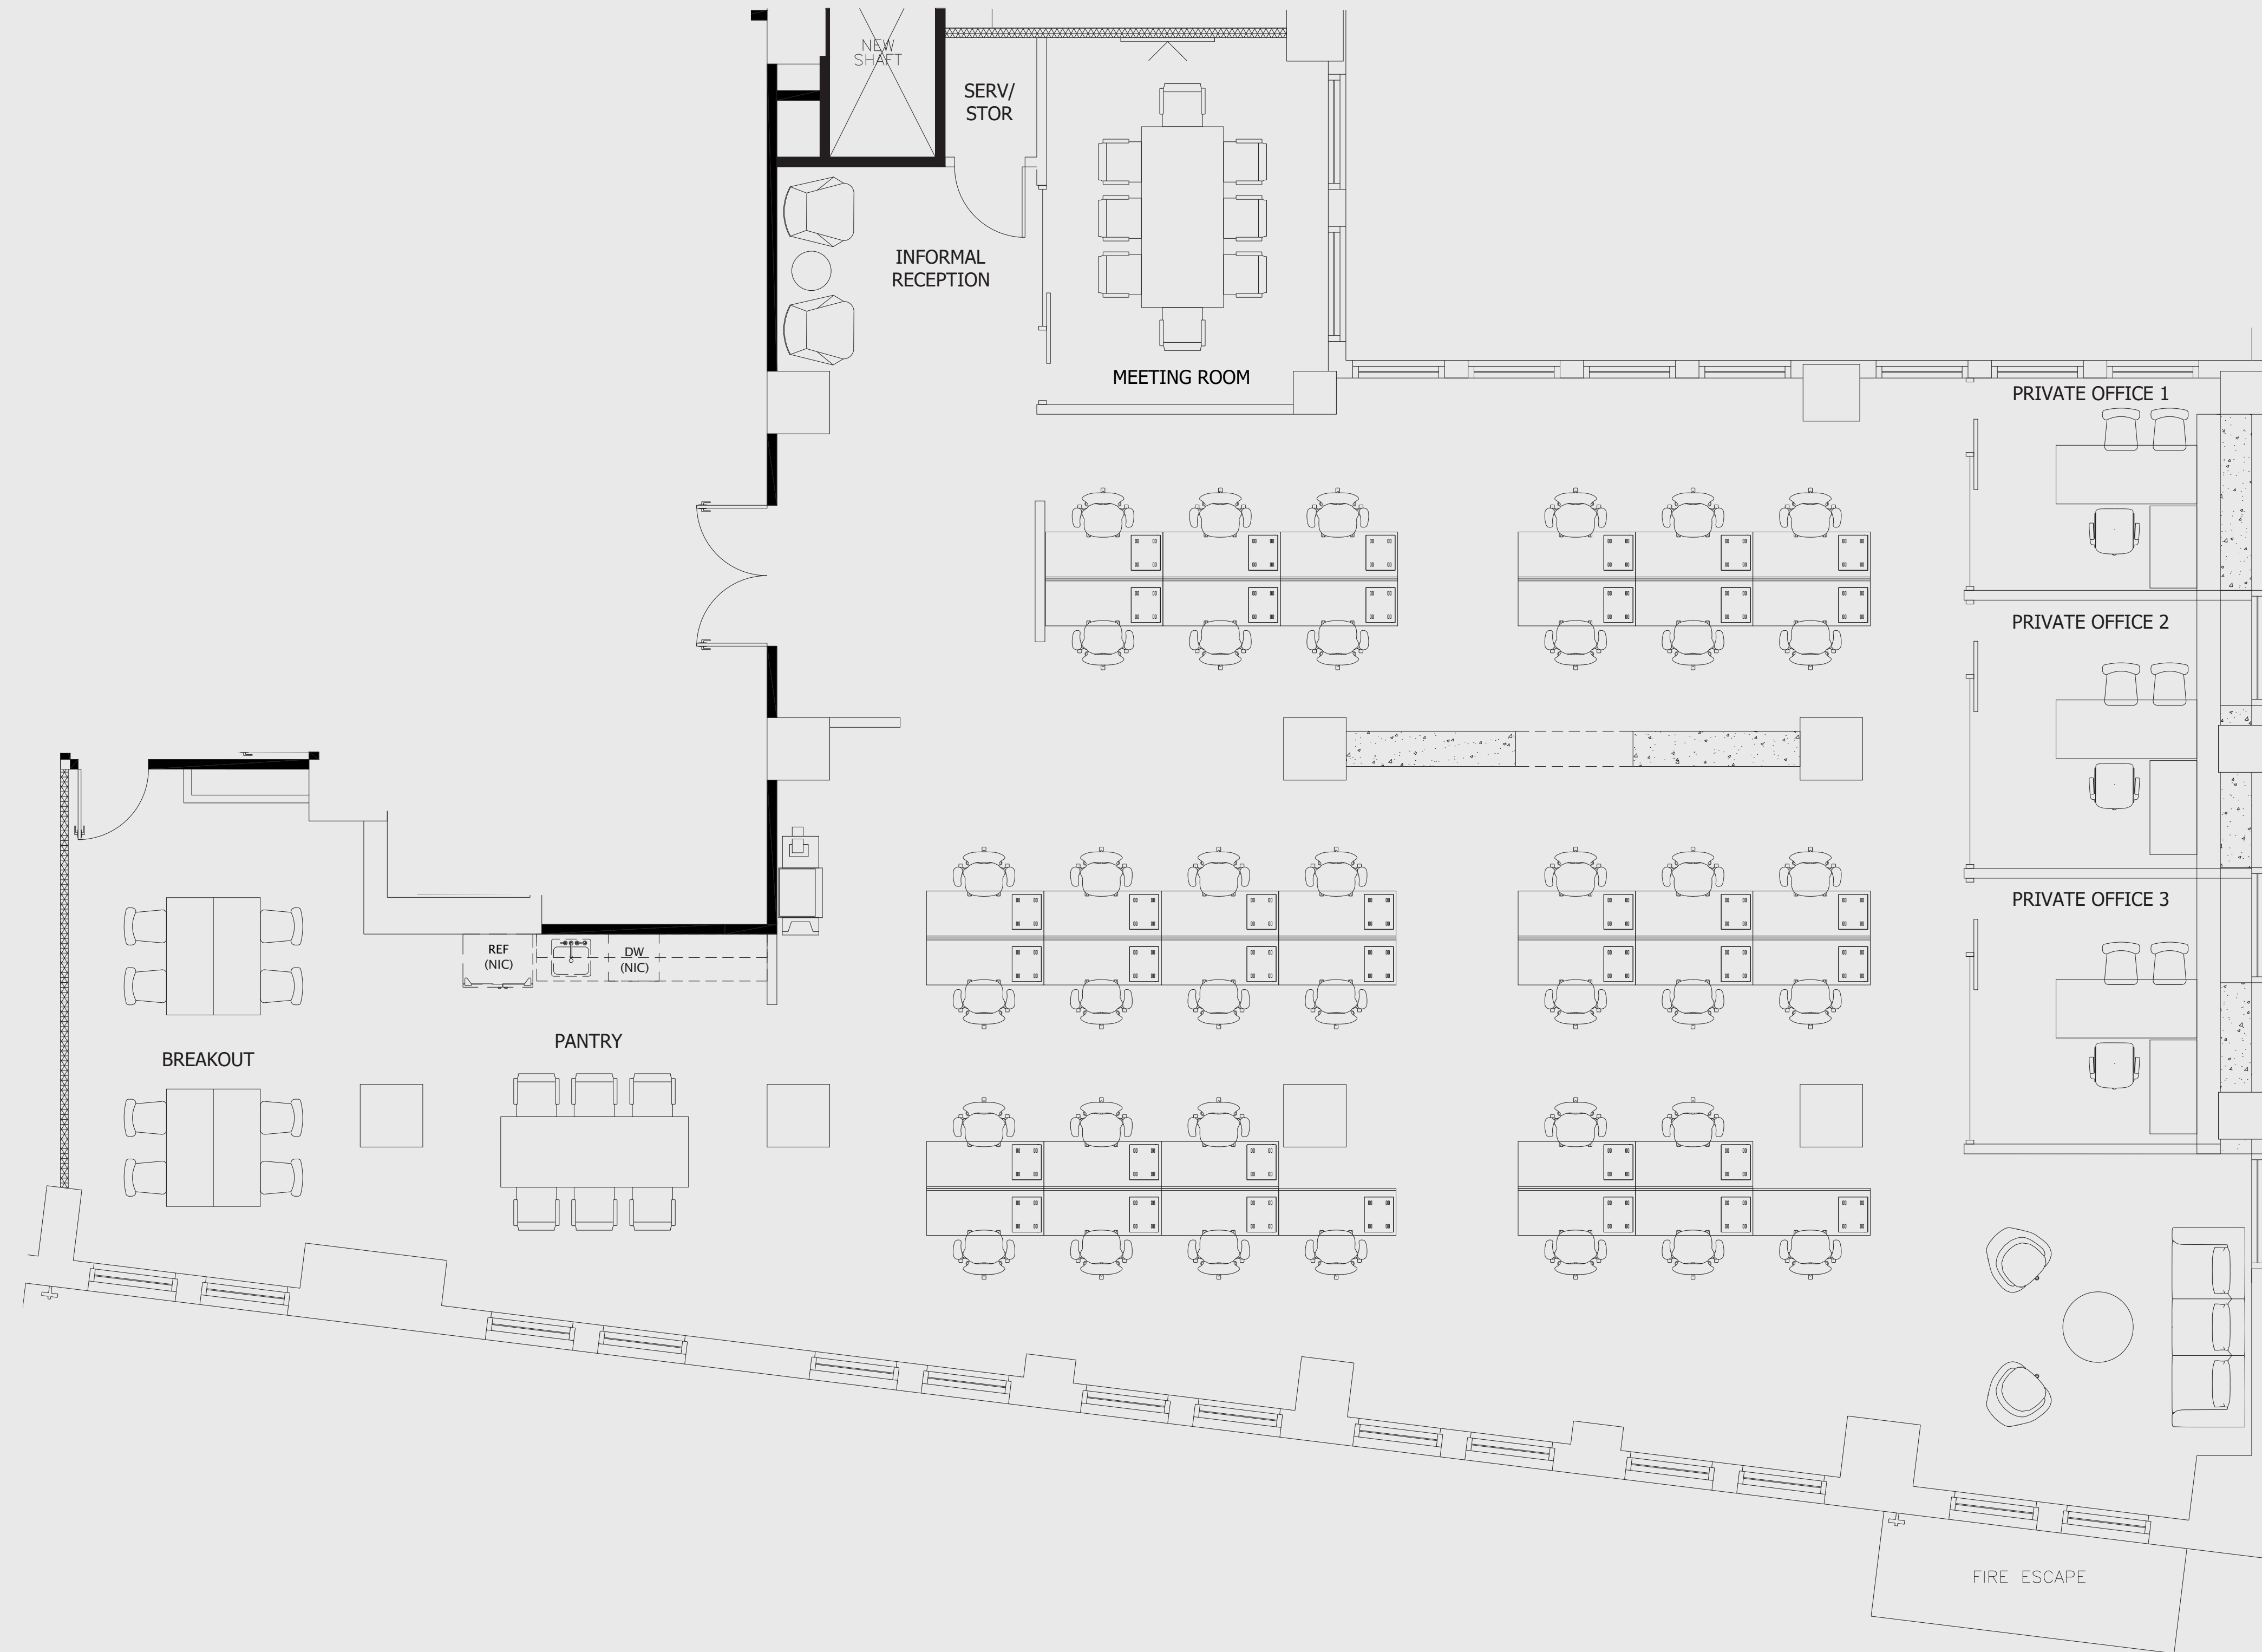 NEW
SHAFT
SERV/
STOR
INFORMAL
RECEPTION
MEETING ROOM
PRIVATE OFFICE 1
PRIVATE OFFICE 2
PRIVATE OFFICE 3
REF
(NIC)
DW
(NIC)
PANTRY
BREAKOUT
FIRE ESCAPE